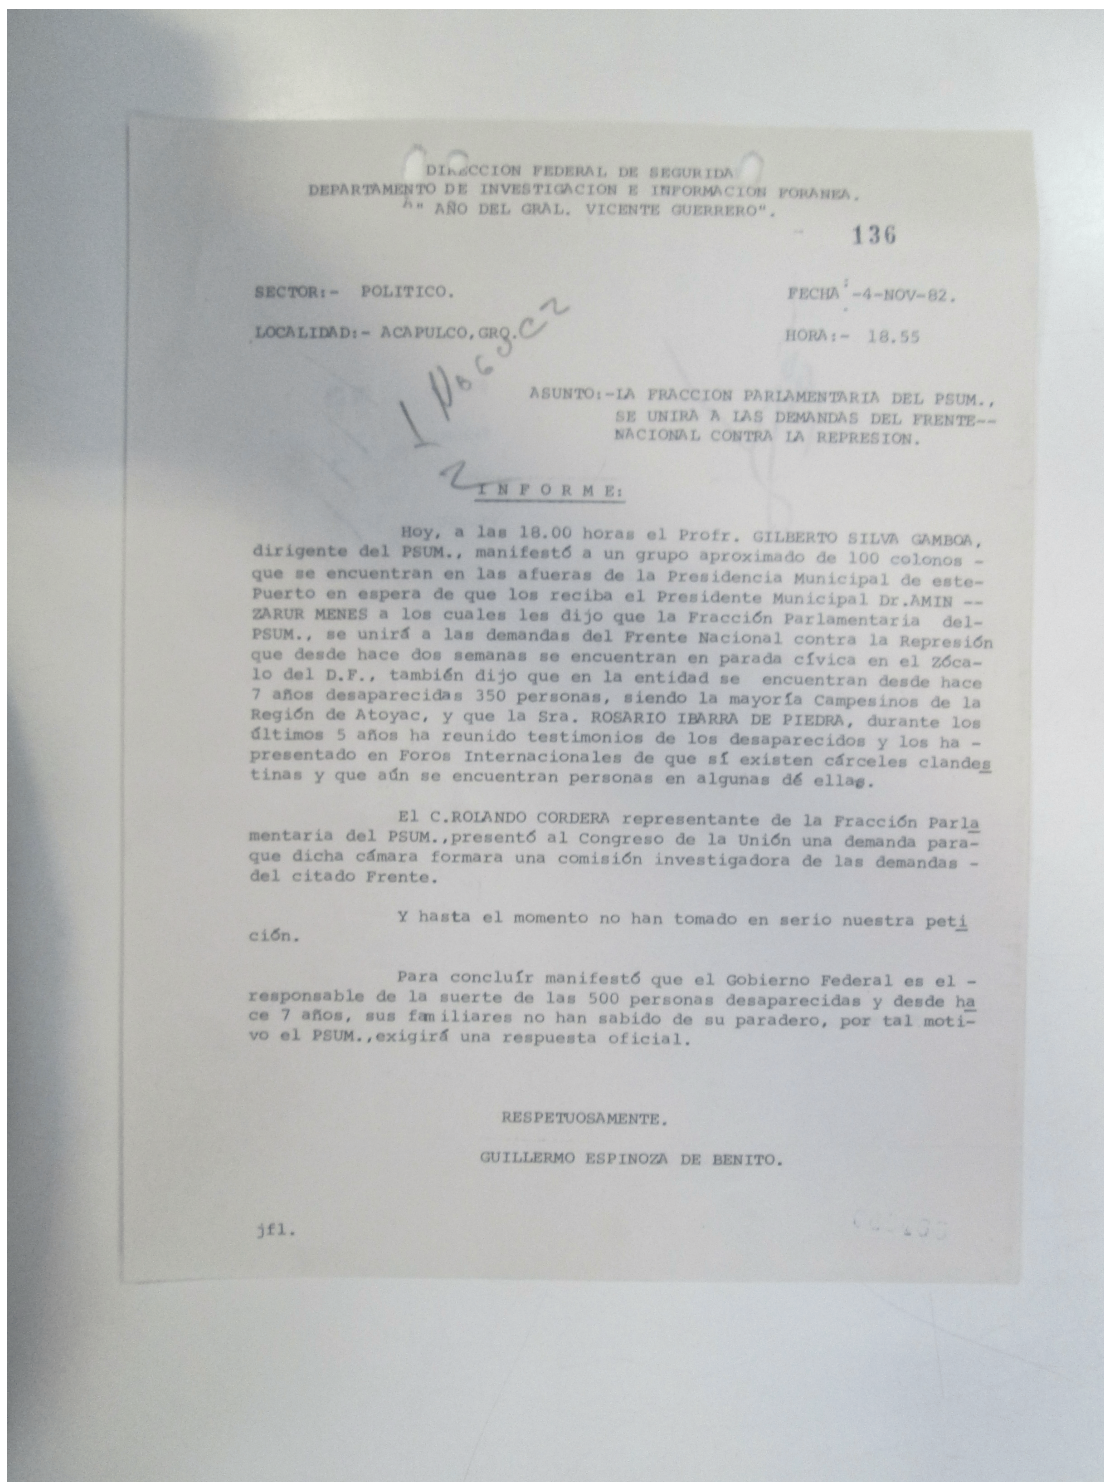 DIRECCION FEDERAL DE SEGURIDA
DEPARTAMENTO DE INVESTIGACION E INFORMACION FORANEA.
" AÑO DEL GRAL. VICENTE GUERRERO".
136
SECTOR:- POLITICO.
FECHA:-4-NOV-82.
LOCALIDAD:- ACAPULCO,GRO.
HORA:- 18.55
ASUNTO:-LA FRACCION PARLAMENTARIA DEL PSUM.,
SE UNIRA A LAS DEMANDAS DEL FRENTE--
NACIONAL CONTRA LA REPRESION.
I N F O R M E:
Hoy, a las 18.00 horas el Profr. GILBERTO SILVA GAMBOA,
dirigente del PSUM., manifestó a un grupo aproximado de 100 colonos -
que se encuentran en las afueras de la Presidencia Municipal de este-
Puerto en espera de que los reciba el Presidente Municipal Dr.AMIN --
ZARUR MENES a los cuales les dijo que la Fracción Parlamentaria del-
PSUM., se unirá a las demandas del Frente Nacional contra la Represión
que desde hace dos semanas se encuentran en parada cívica en el Zóca-
lo del D.F., también dijo que en la entidad se encuentran desde hace
7 años desaparecidas 350 personas, siendo la mayoría Campesinos de la
Región de Atoyac, y que la Sra. ROSARIO IBARRA DE PIEDRA, durante los
últimos 5 años ha reunido testimonios de los desaparecidos y los ha -
presentado en Foros Internacionales de que sí existen cárceles clandes
tinas y que aún se encuentran personas en algunas dé ellas.
El C.ROLANDO CORDERA representante de la Fracción Parla
mentaria del PSUM.,presentó al Congreso de la Unión una demanda para-
que dicha cámara formara una comisión investigadora de las demandas -
del citado Frente.
Y hasta el momento no han tomado en serio nuestra peti
ción.
Para concluír manifestó que el Gobierno Federal es el -
responsable de la suerte de las 500 personas desaparecidas y desde ha
ce 7 años, sus familiares no han sabido de su paradero, por tal moti-
vo el PSUM.,exigirá una respuesta oficial.
RESPETUOSAMENTE.
GUILLERMO ESPINOZA DE BENITO.
jfl.